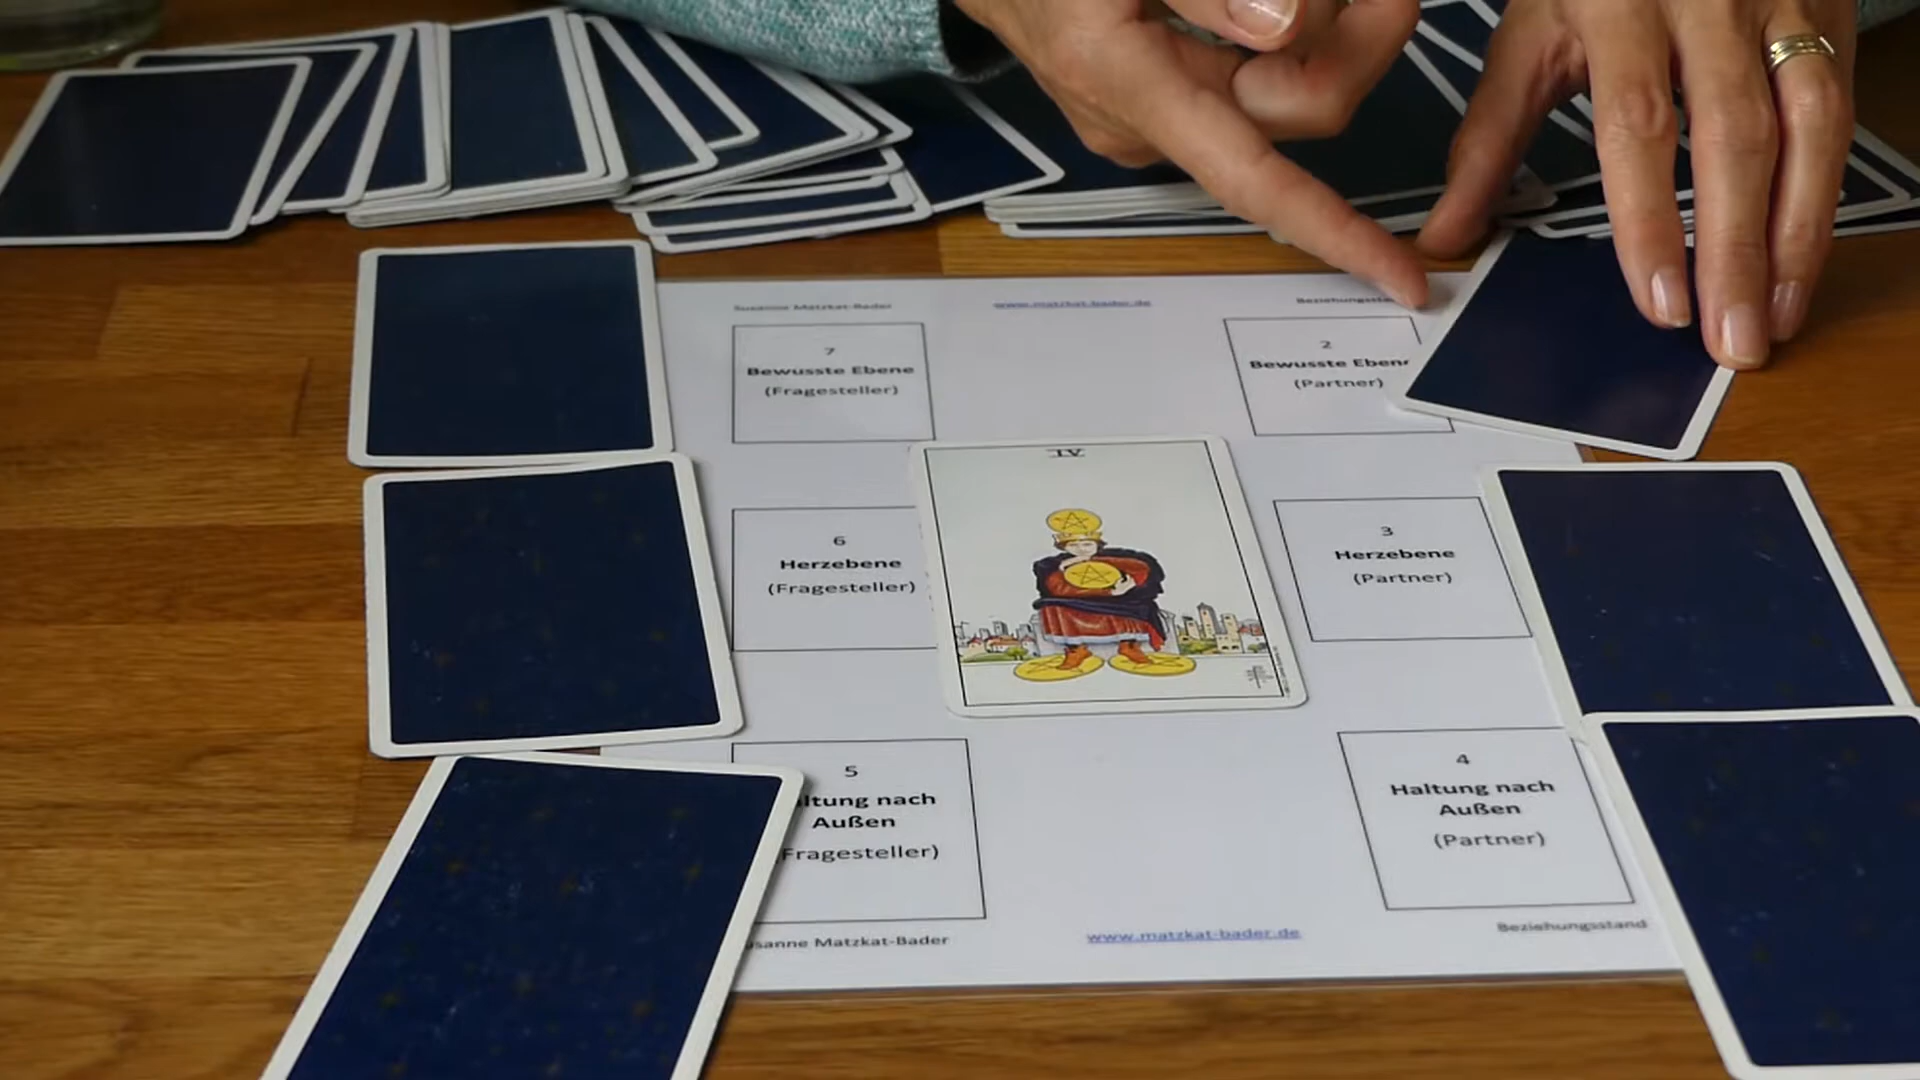 Susanne Matzkat-Bader
www.matzkat-bader.de
7
Bewusste Ebene
(Fragesteller)
2
Bewusste Eben
(Partner)
IV
6
Herzebene
(Fragesteller)
3
Herzebene
(Partner)
5
ltung nach
Außen
Fragesteller)
4
Haltung nach
Außen
(Partner)
sanne Matzkat-Bader
www.matzkat-bader.de
Beziehungsstand